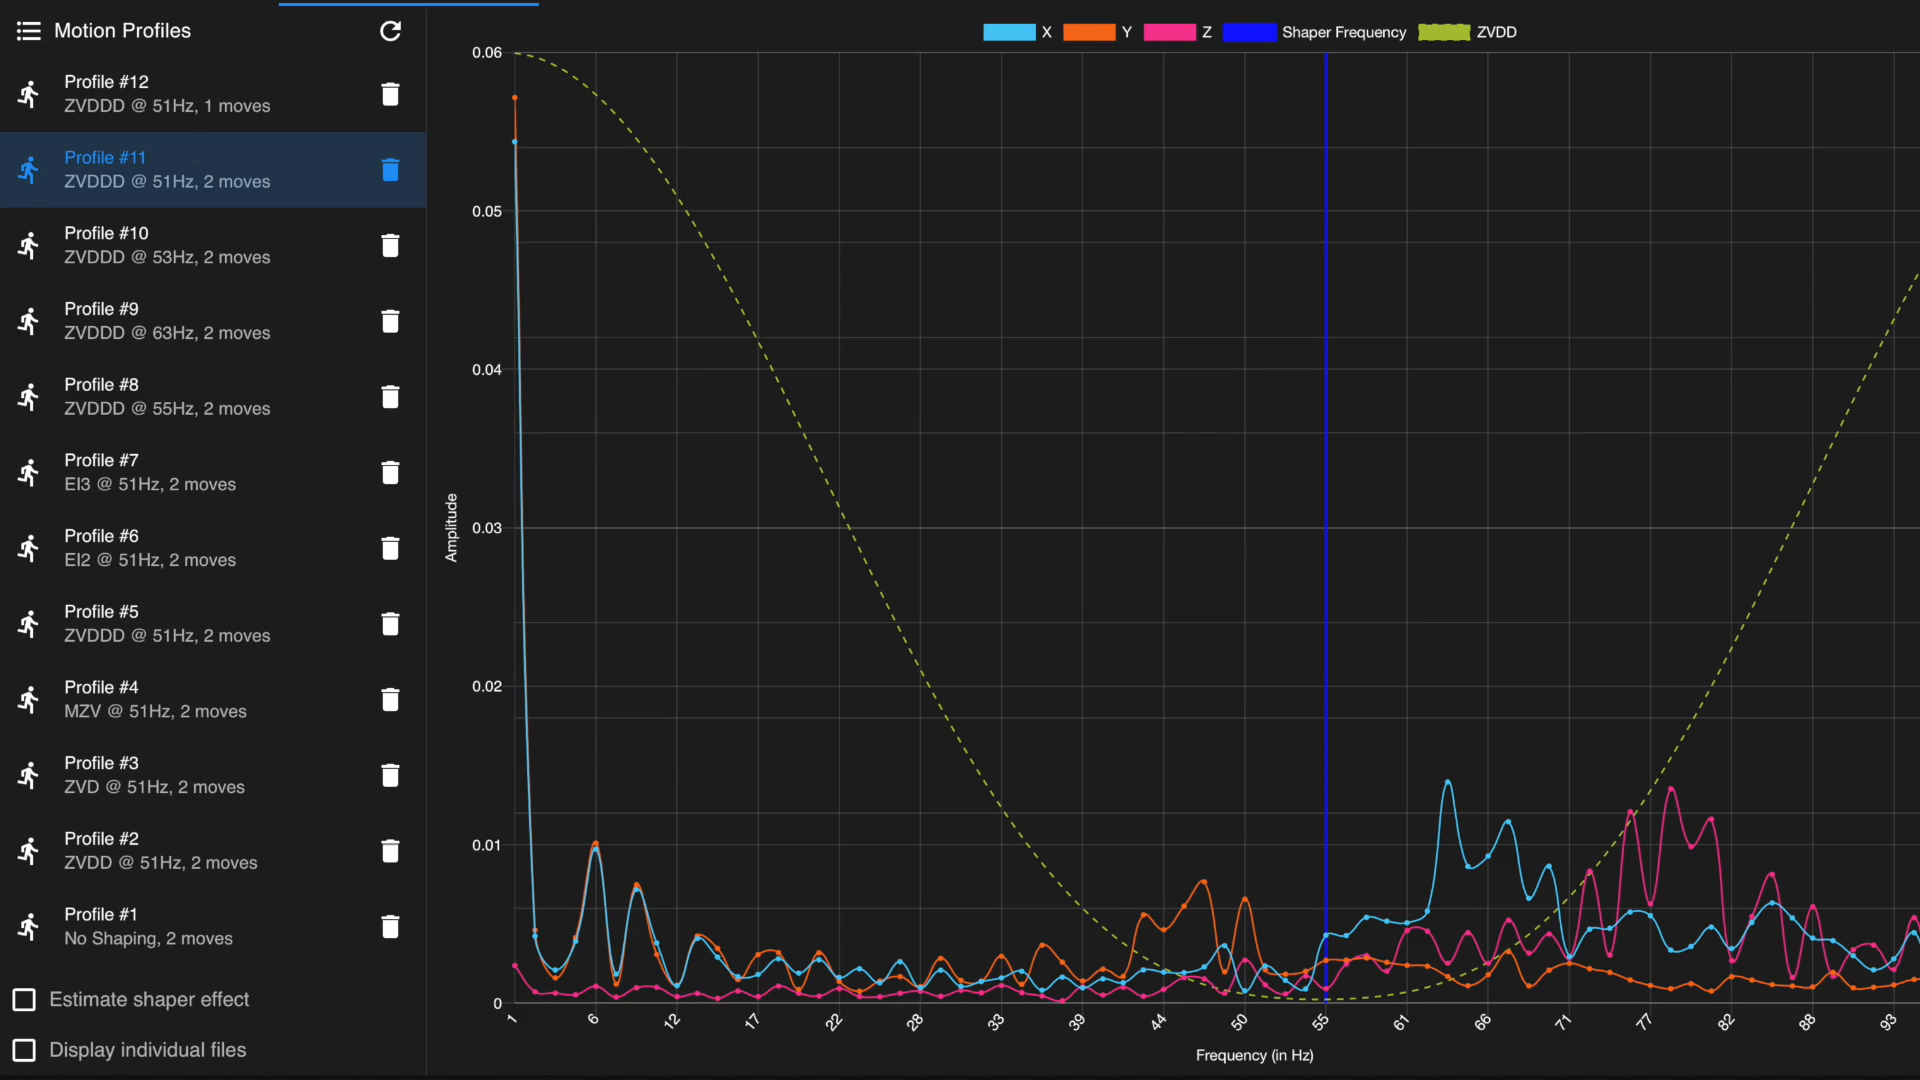 Motion Profiles
Profile #12
ZVDDD @ 51Hz, 1 moves
Profile #11
ZVDDD @ 51Hz, 2 moves
Profile #10
ZVDDD @ 53Hz, 2 moves
Profile #9
ZVDDD @ 63Hz, 2 moves
Profile #8
ZVDDD @ 55Hz, 2 moves
Profile #7
EI3 @ 51Hz, 2 moves
Profile #6
EI2 @ 51Hz, 2 moves
Profile #5
ZVDDD @ 51Hz, 2 moves
Profile #4
MZV @ 51Hz, 2 moves
Profile #3
ZVD @ 51Hz, 2 moves
Profile #2
ZVDD @ 51Hz, 2 moves
Profile #1
No Shaping, 2 moves
Estimate shaper effect
Display individual files
X Y Z Shaper Frequency ZVDD
0.06
0.05
0.04
0.03
0.02
0.01
0
Amplitude
1 6 12 17 22 28 33 39 44 50 55 61 66 71 77 82 88 93
Frequency (in Hz)